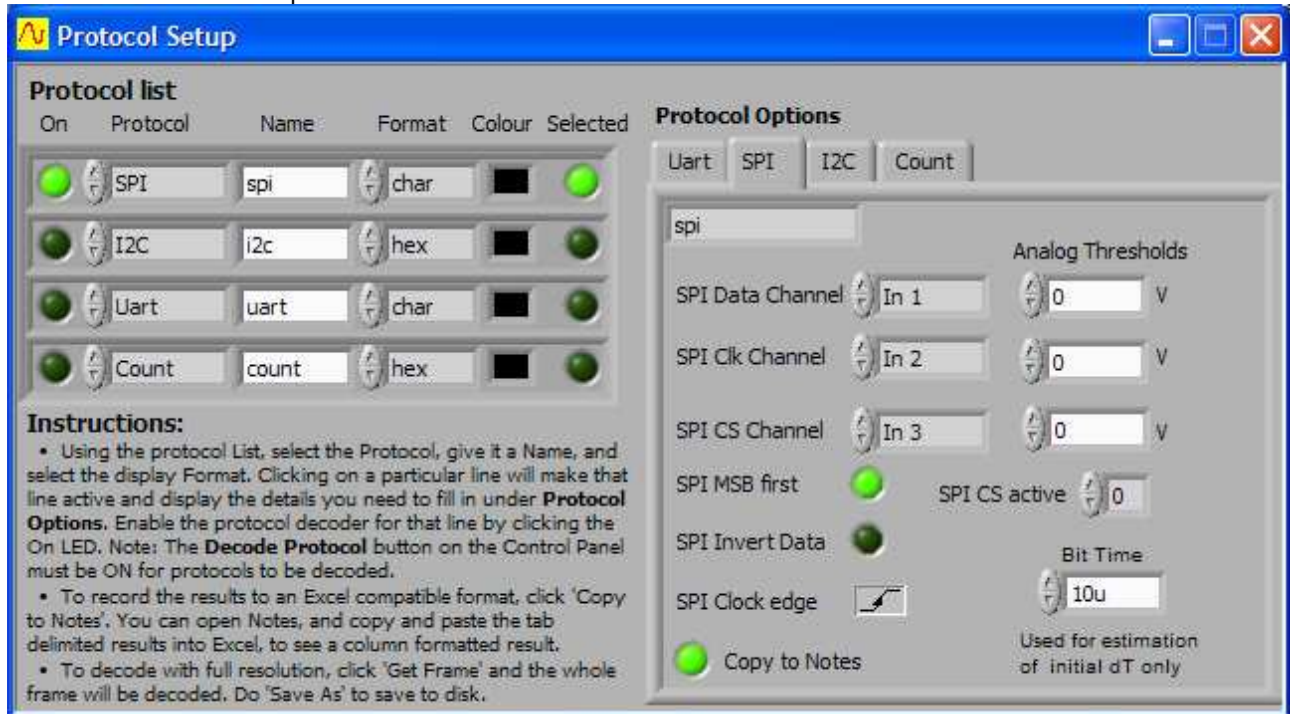 Protocol Setup
Protocol list
On Protocol Name Format Colour Selected
SPI spi char
I2C i2c hex
Uart uart char
Count count hex
Instructions:
• Using the protocol List, select the Protocol, give it a Name, and
select the display Format. Clicking on a particular line will make that
line active and display the details you need to fill in under Protocol
Options. Enable the protocol decoder for that line by clicking the
On LED. Note: The Decode Protocol button on the Control Panel
must be ON for protocols to be decoded.
• To record the results to an Excel compatible format, click 'Copy
to Notes'. You can open Notes, and copy and paste the tab
delimited results into Excel, to see a column formatted result.
• To decode with full resolution, click 'Get Frame' and the whole
frame will be decoded. Do 'Save As' to save to disk.
Protocol Options
Uart SPI I2C Count
spi
Analog Thresholds
SPI Data Channel In 1 0 V
SPI Clk Channel In 2 0 V
SPI CS Channel In 3 0 V
SPI MSB first SPI CS active 0
SPI Invert Data
Bit Time
SPI Clock edge 10u
Used for estimation
of initial dT only
Copy to Notes